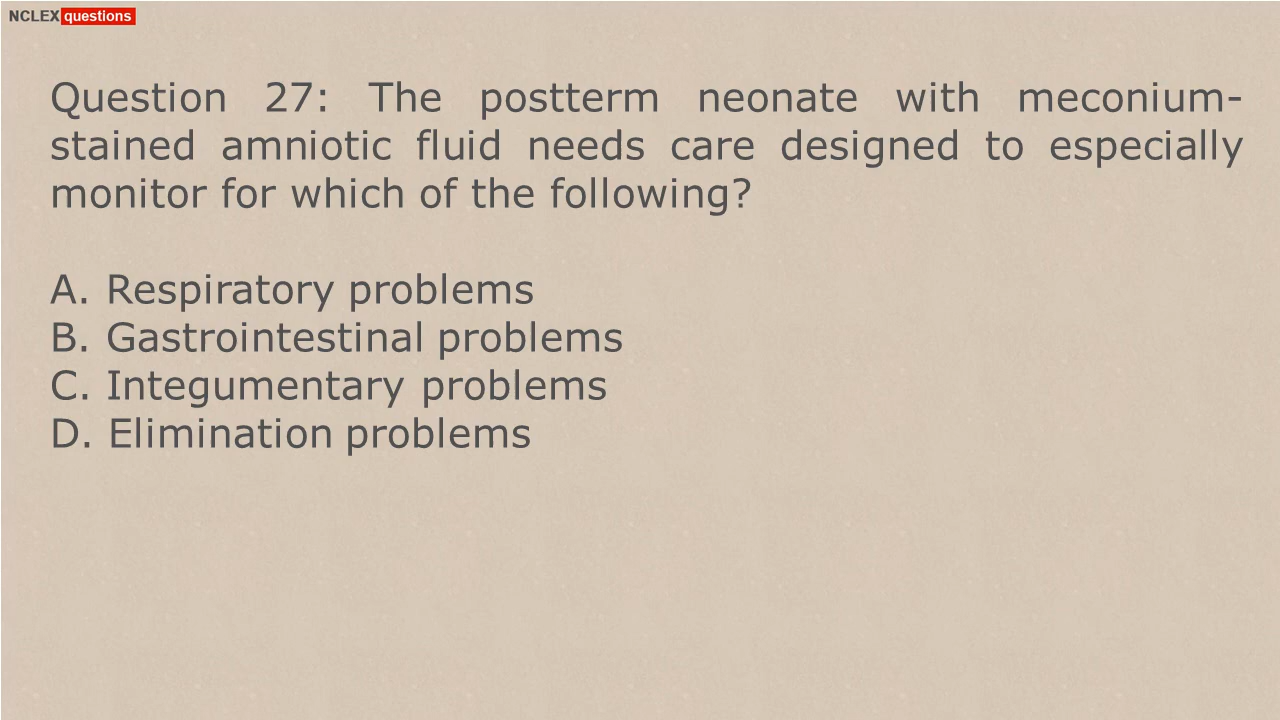 NCLEX questions
Question 27: The postterm neonate with meconium-
stained amniotic fluid needs care designed to especially
monitor for which of the following?
A. Respiratory problems
B. Gastrointestinal problems
C. Integumentary problems
D. Elimination problems